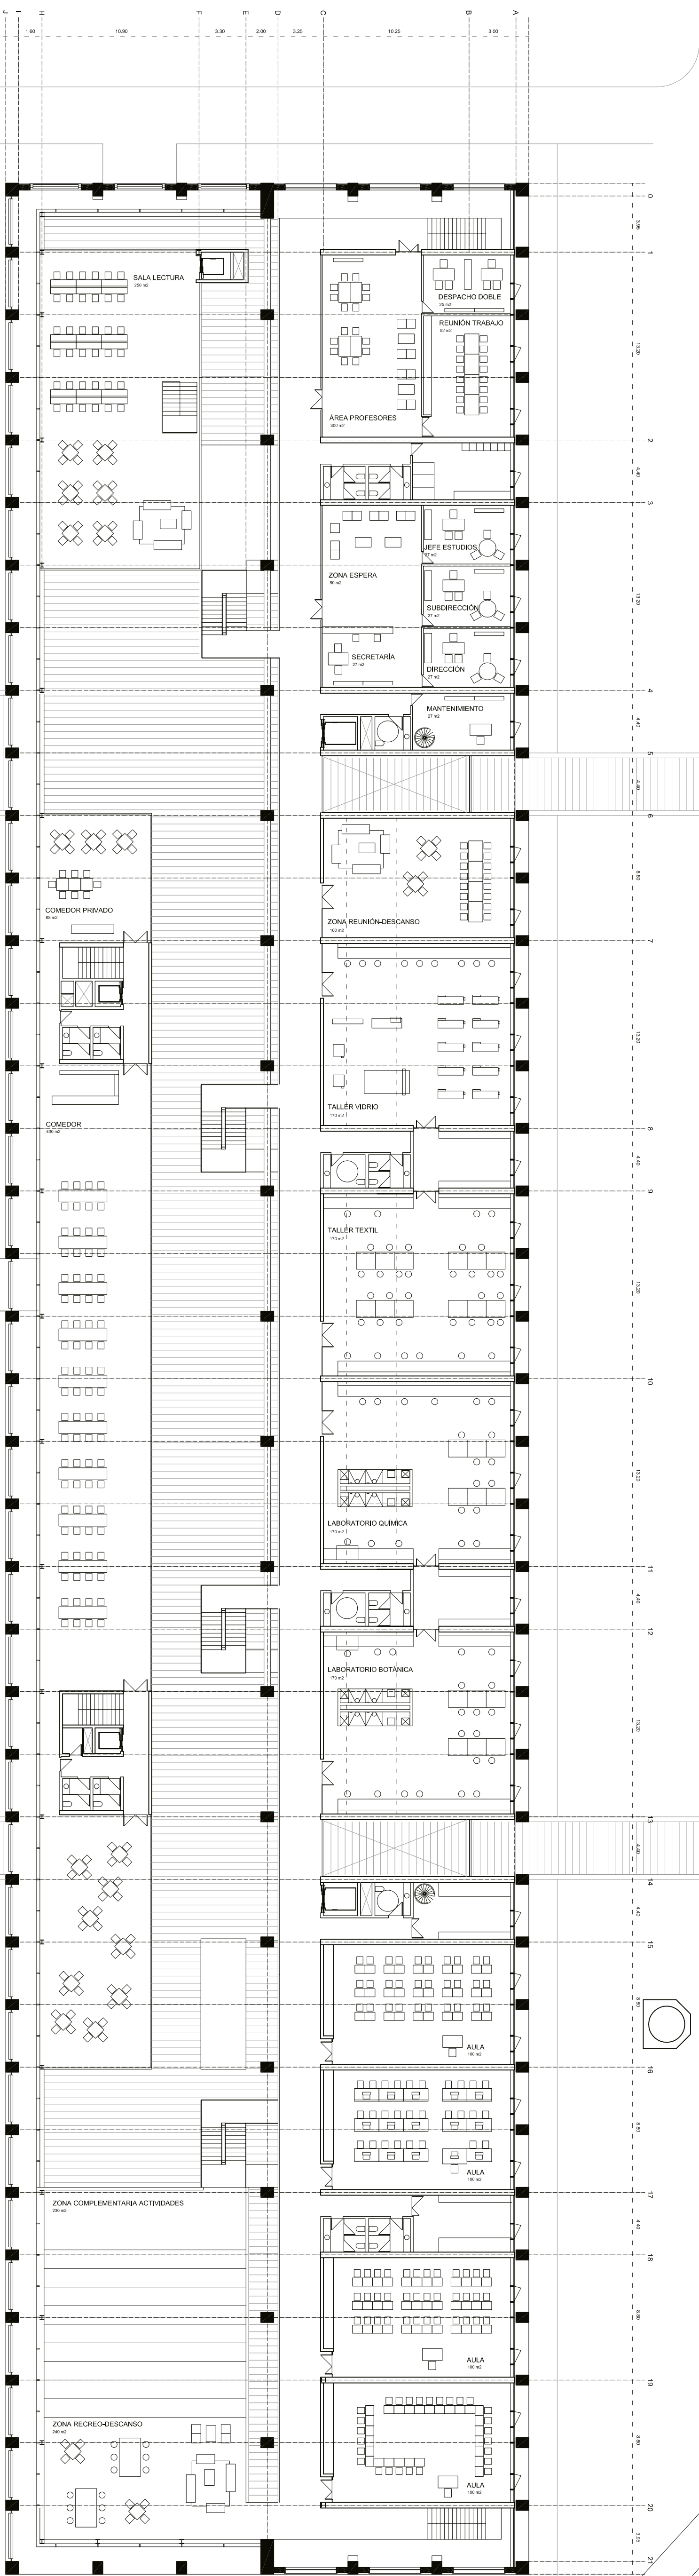 J I H F E D C B A
1.80 10.90 3.30 2.00 3.25 10.25 3.00
0
3.95
1
SALA LECTURA
250 m2
DESPACHO DOBLE
25 m2
REUNIÓN TRABAJO
52 m2
13.20
ÁREA PROFESORES
300 m2
2
4.40
3
JEFE ESTUDIOS
27 m2
ZONA ESPERA
50 m2
13.20
SUBDIRECCIÓN
27 m2
SECRETARÍA
27 m2
DIRECCIÓN
27 m2
4
MANTENIMIENTO
27 m2
4.40
5
4.40
6
8.80
COMEDOR PRIVADO
68 m2
ZONA REUNIÓN-DESCANSO
100 m2
7
13.20
TALLER VIDRIO
170 m2
COMEDOR
430 m2
8
4.40
9
TALLER TEXTIL
170 m2
13.20
10
13.20
LABORATORIO QUÍMICA
170 m2
11
4.40
12
LABORATORIO BOTÁNICA
170 m2
13.20
13
4.40
14
4.40
15
8.80
AULA
100 m2
16
8.80
AULA
100 m2
17
ZONA COMPLEMENTARIA ACTIVIDADES
230 m2
4.40
18
8.80
AULA
100 m2
19
ZONA RECREO-DESCANSO
240 m2
8.80
AULA
100 m2
20
3.95
21